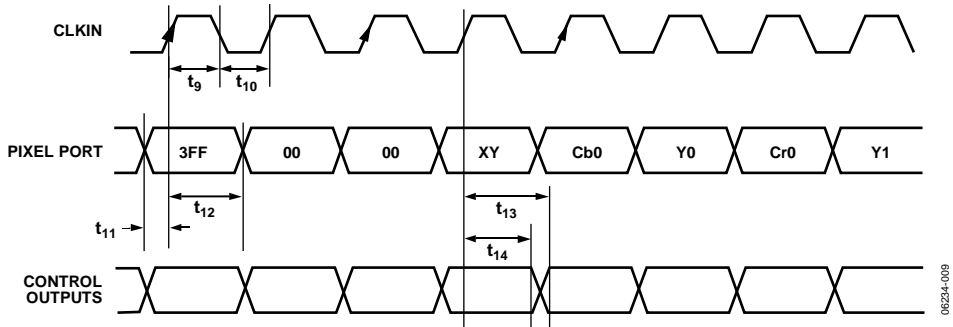 CLKIN
t9 t10
PIXEL PORT 3FF 00 00 XY Cb0 Y0 Cr0 Y1
t12 t13
t11
t14
CONTROL
OUTPUTS
06234-009